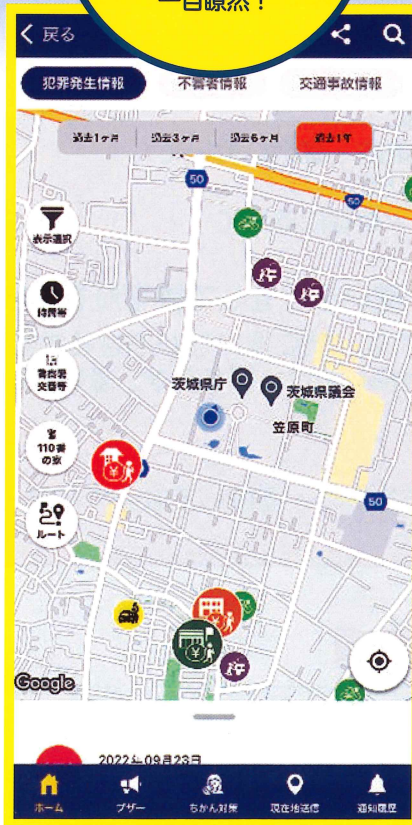 一目瞭然！
戻る
犯罪発生情報
不審者情報
交通事故情報
過去1ヶ月
過去3ヶ月
過去6ヶ月
過去1年
50
50
表示選択
時間帯
警察署
交番等
茨城県庁
茨城県議会
笠原町
110番
の家
50
ルート
Google
2022年09月23日
ホーム
ブザー
ちかん対策
現在地送信
通知履歴